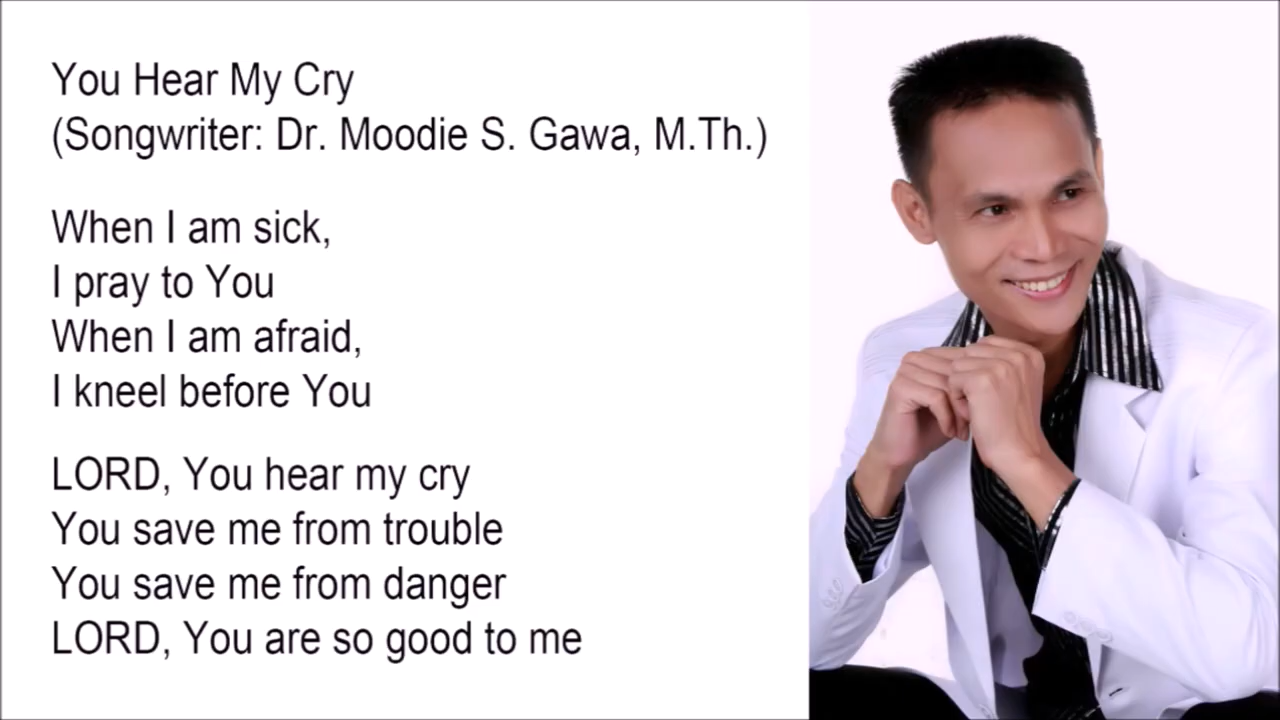 You Hear My Cry
(Songwriter: Dr. Moodie S. Gawa, M.Th.)
When I am sick,
I pray to You
When I am afraid,
I kneel before You
LORD, You hear my cry
You save me from trouble
You save me from danger
LORD, You are so good to me